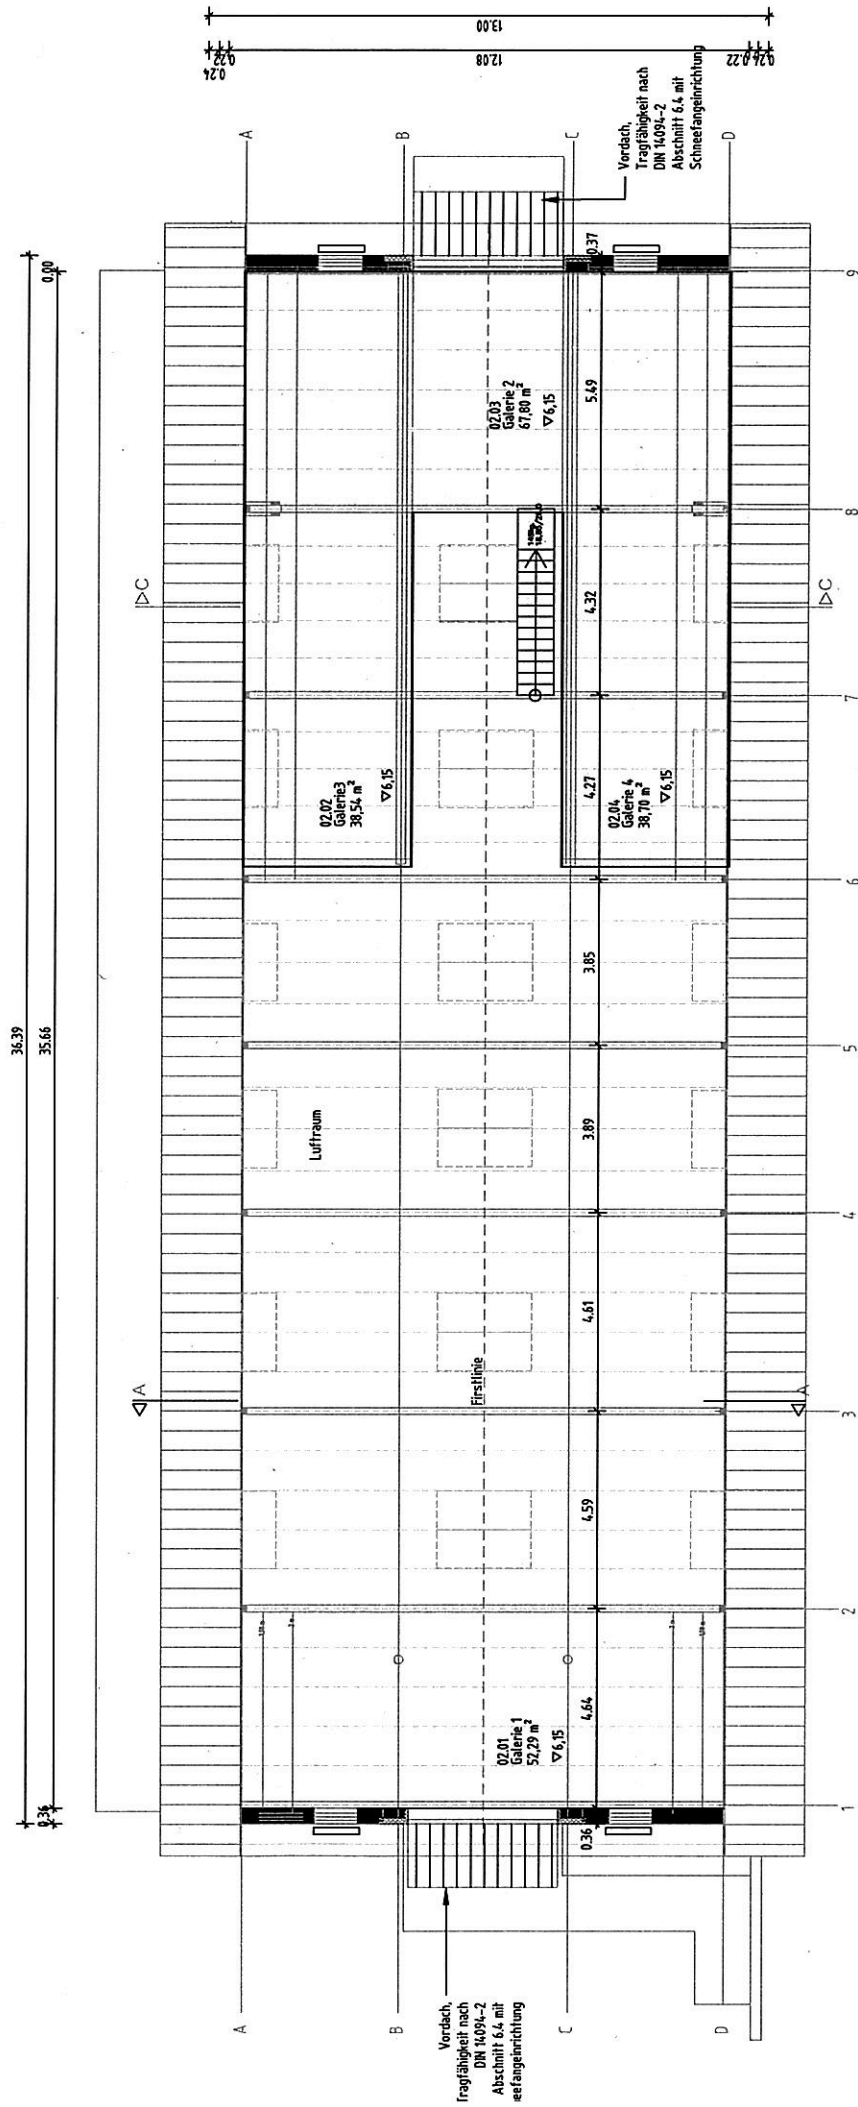 13.00
0.24
0.22
12.08
0.22
0.24
36.39
35.66
0.00
0.36
A
B
C
D
Vordach,
Tragfähigkeit nach
DIN 14094-2
Abschnitt 6.4 mit
Schneefangeinrichtung
0.37
9
5.49
02.03
Galerie 2
67,80 m²
▽6,15
8
C
C
4.32
7
02.02
Galerie3
38,54 m²
▽6,15
4.27
02.04
Galerie 4
38,70 m²
▽6,15
6
3.85
5
Luftraum
3.89
4
4.61
Firstlinie
A
A
3
4.59
2
4.64
02.01
Galerie 1
52,29 m²
▽6,15
1
0.36
A
B
C
D
Vordach,
Tragfähigkeit nach
DIN 14094-2
Abschnitt 6.4 mit
neefangeinrichtung